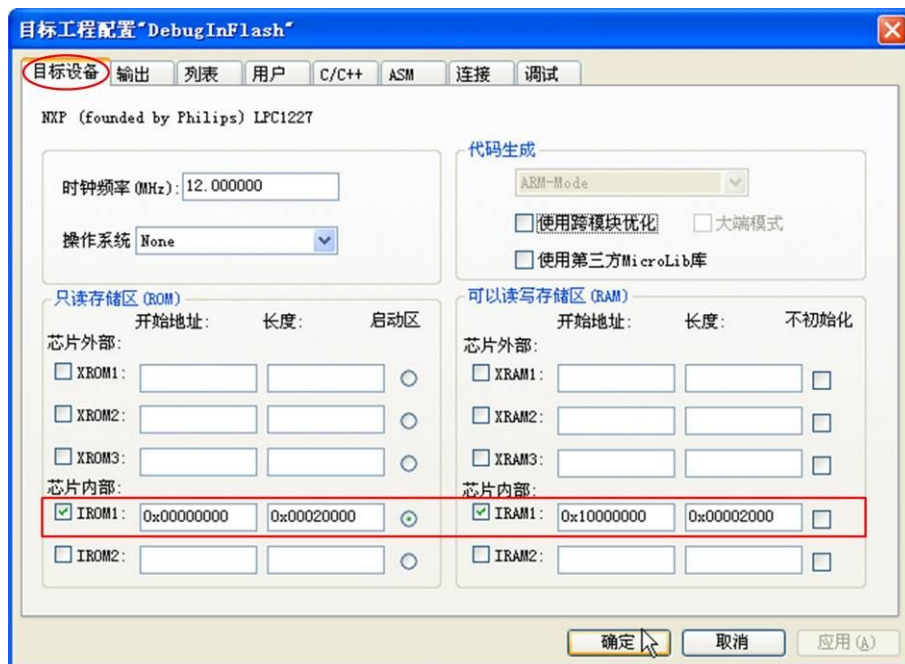 目标工程配置"DebugInFlash"
目标设备 输出 列表 用户 C/C++ ASM 连接 调试
NXP (founded by Philips) LPC1227
时钟频率(MHz): 12.000000
操作系统 None
代码生成
ARM-Mode
使用跨模块优化 大端模式
使用第三方MicroLib库
只读存储区(ROM)
开始地址: 长度: 启动区
芯片外部:
XROM1:
XROM2:
XROM3:
芯片内部:
IROM1: 0x00000000 0x00020000
IROM2:
可以读写存储区(RAM)
开始地址: 长度: 不初始化
芯片外部:
XRAM1:
XRAM2:
XRAM3:
芯片内部:
IRAM1: 0x10000000 0x00002000
IRAM2:
确定 取消 应用(A)